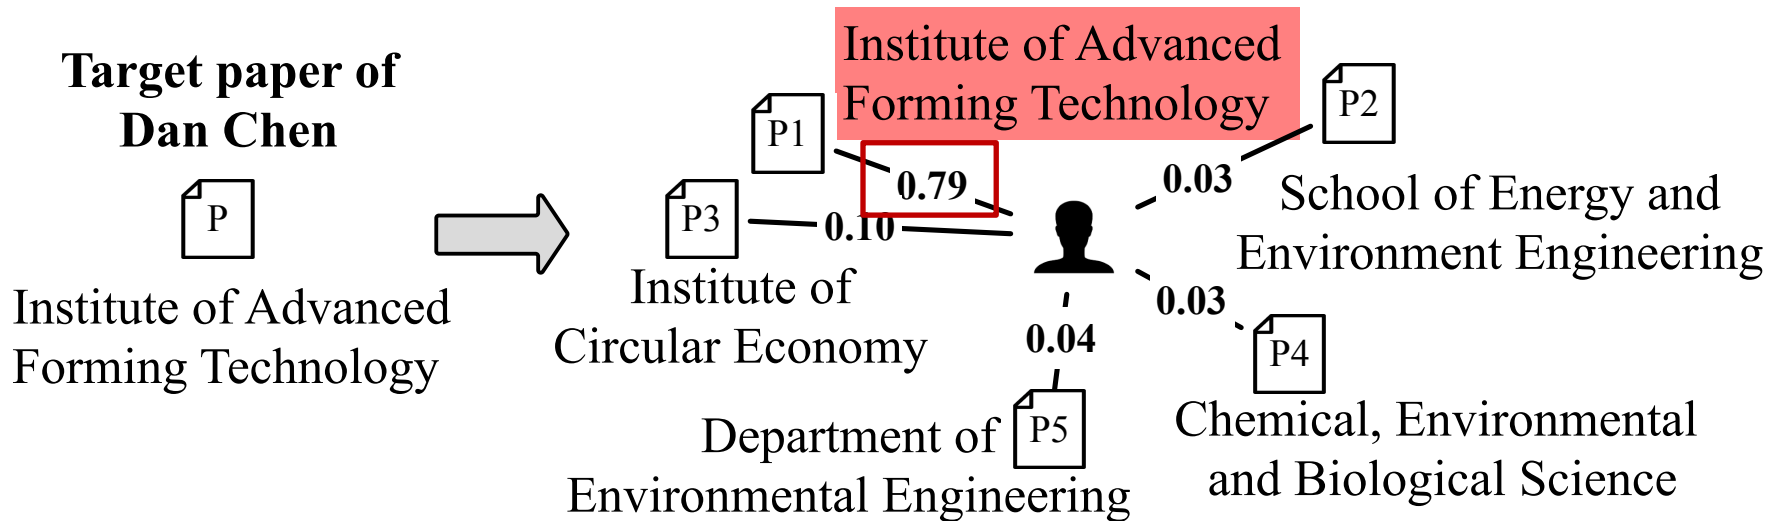 Target paper of
Dan Chen
P
Institute of Advanced
Forming Technology
Institute of Advanced
Forming Technology
P1
0.79
P3
0.10
Institute of
Circular Economy
P2
0.03
School of Energy and
Environment Engineering
0.03
P4
Chemical, Environmental
and Biological Science
0.04
P5
Department of
Environmental Engineering